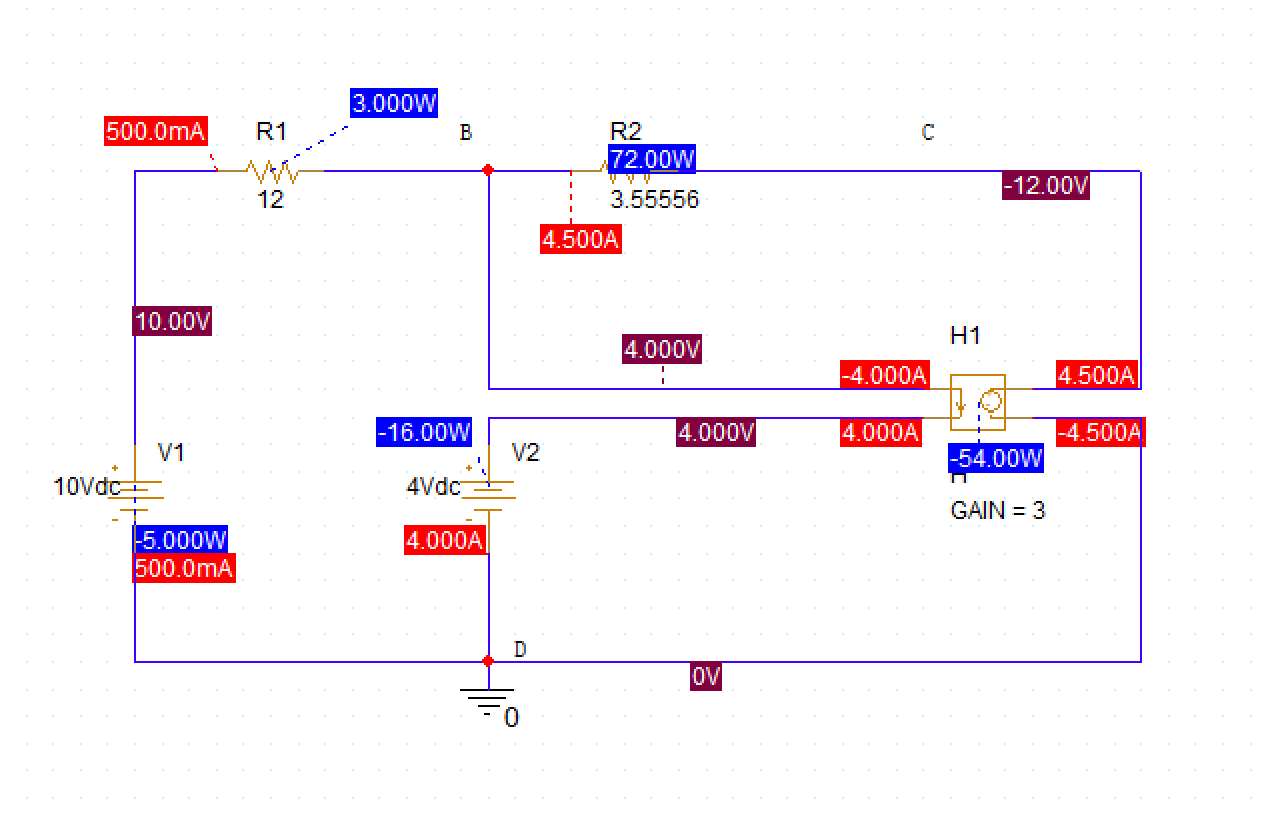 3.000W
500.0mA
R1
B
R2
C
72.00W
12
3.55556
-12.00V
4.500A
10.00V
H1
4.000V
-4.000A
4.500A
-16.00W
4.000V
4.000A
-4.500A
V1
V2
-54.00W
H
10Vdc
4Vdc
+
-
+
-
GAIN = 3
-5.000W
4.000A
500.0mA
D
0V
0